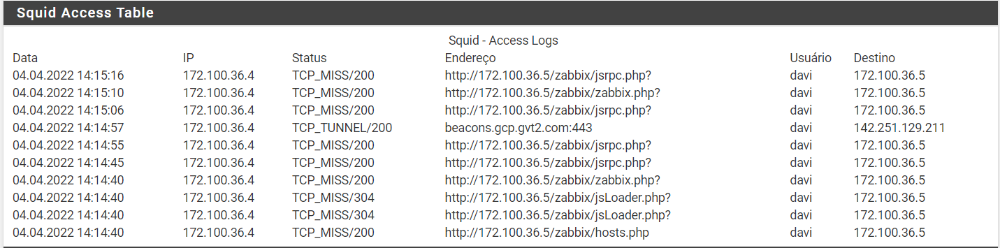 Squid Access Table
Squid - Access Logs
Data IP Status Endereço Usuário Destino
04.04.2022 14:15:16 172.100.36.4 TCP_MISS/200 http://172.100.36.5/zabbix/jsrpc.php? davi 172.100.36.5
04.04.2022 14:15:10 172.100.36.4 TCP_MISS/200 http://172.100.36.5/zabbix/zabbix.php? davi 172.100.36.5
04.04.2022 14:15:06 172.100.36.4 TCP_MISS/200 http://172.100.36.5/zabbix/jsrpc.php? davi 172.100.36.5
04.04.2022 14:14:57 172.100.36.4 TCP_TUNNEL/200 beacons.gcp.gvt2.com:443 davi 142.251.129.211
04.04.2022 14:14:55 172.100.36.4 TCP_MISS/200 http://172.100.36.5/zabbix/jsrpc.php? davi 172.100.36.5
04.04.2022 14:14:45 172.100.36.4 TCP_MISS/200 http://172.100.36.5/zabbix/jsrpc.php? davi 172.100.36.5
04.04.2022 14:14:40 172.100.36.4 TCP_MISS/200 http://172.100.36.5/zabbix/zabbix.php? davi 172.100.36.5
04.04.2022 14:14:40 172.100.36.4 TCP_MISS/304 http://172.100.36.5/zabbix/jsLoader.php? davi 172.100.36.5
04.04.2022 14:14:40 172.100.36.4 TCP_MISS/304 http://172.100.36.5/zabbix/jsLoader.php? davi 172.100.36.5
04.04.2022 14:14:40 172.100.36.4 TCP_MISS/200 http://172.100.36.5/zabbix/hosts.php davi 172.100.36.5